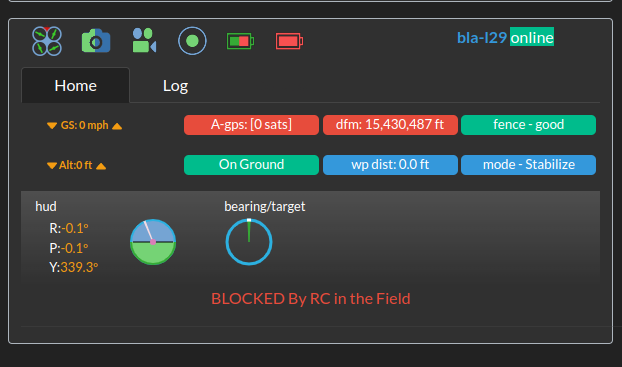 bla-l29 online
Home Log
GS: 0 mph A-gps: [0 sats] dfm: 15,430,487 ft fence - good
Alt:0 ft On Ground wp dist: 0.0 ft mode - Stabilize
hud bearing/target
R:-0.1°
P:-0.1°
Y:339.3°
BLOCKED By RC in the Field